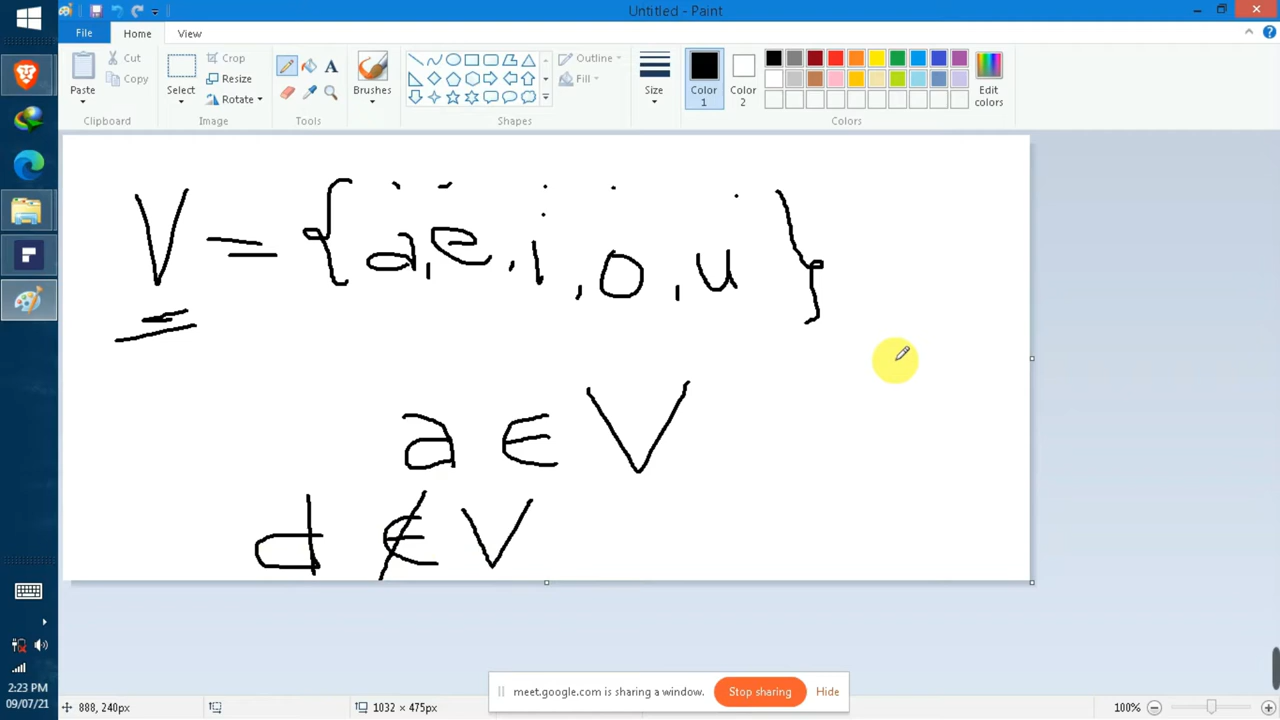 Untitled - Paint
File Home View
Paste
Cut
Copy
Clipboard
Select
Crop
Resize
Rotate
Image
Tools
Brushes
Shapes
Outline
Fill
Size
Color 1
Color 2
Colors
Edit colors
V = {a, e, i, o, u}
a ∈ V
d ∉ V
meet.google.com is sharing a window. Stop sharing Hide
2:23 PM
09/07/21
888, 240px
1032 × 475px
100%